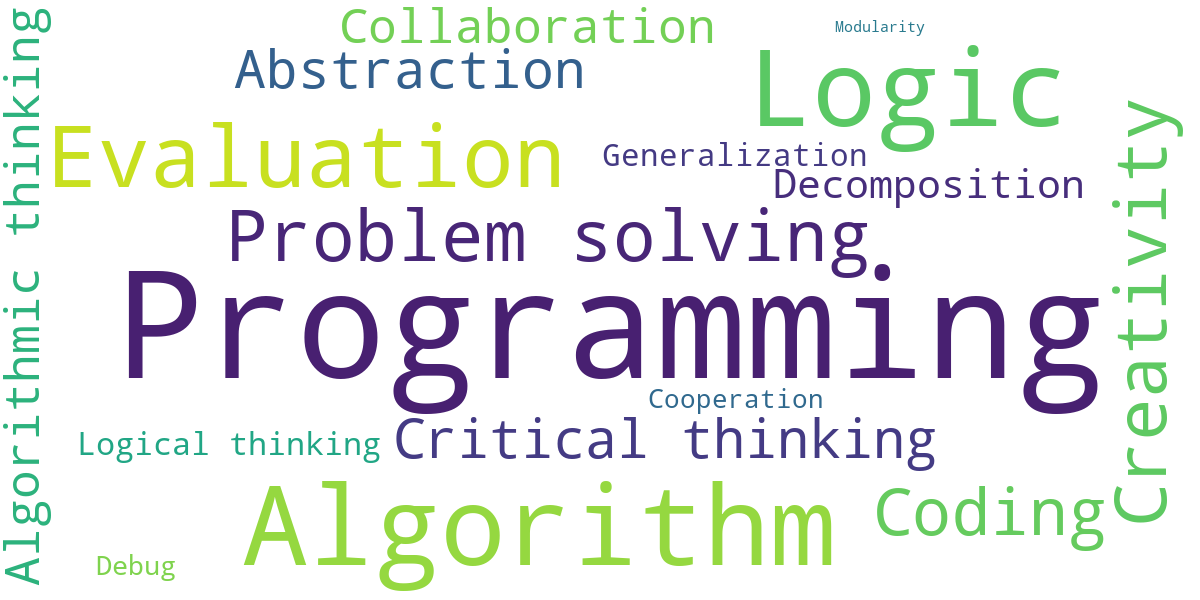 Algorithmic thinking
Collaboration
Modularity
Abstraction
Logic
Evaluation
Generalization
Decomposition
Creativity
Problem solving
Programming
Cooperation
Logical thinking
Critical thinking
Algorithm
Coding
Debug